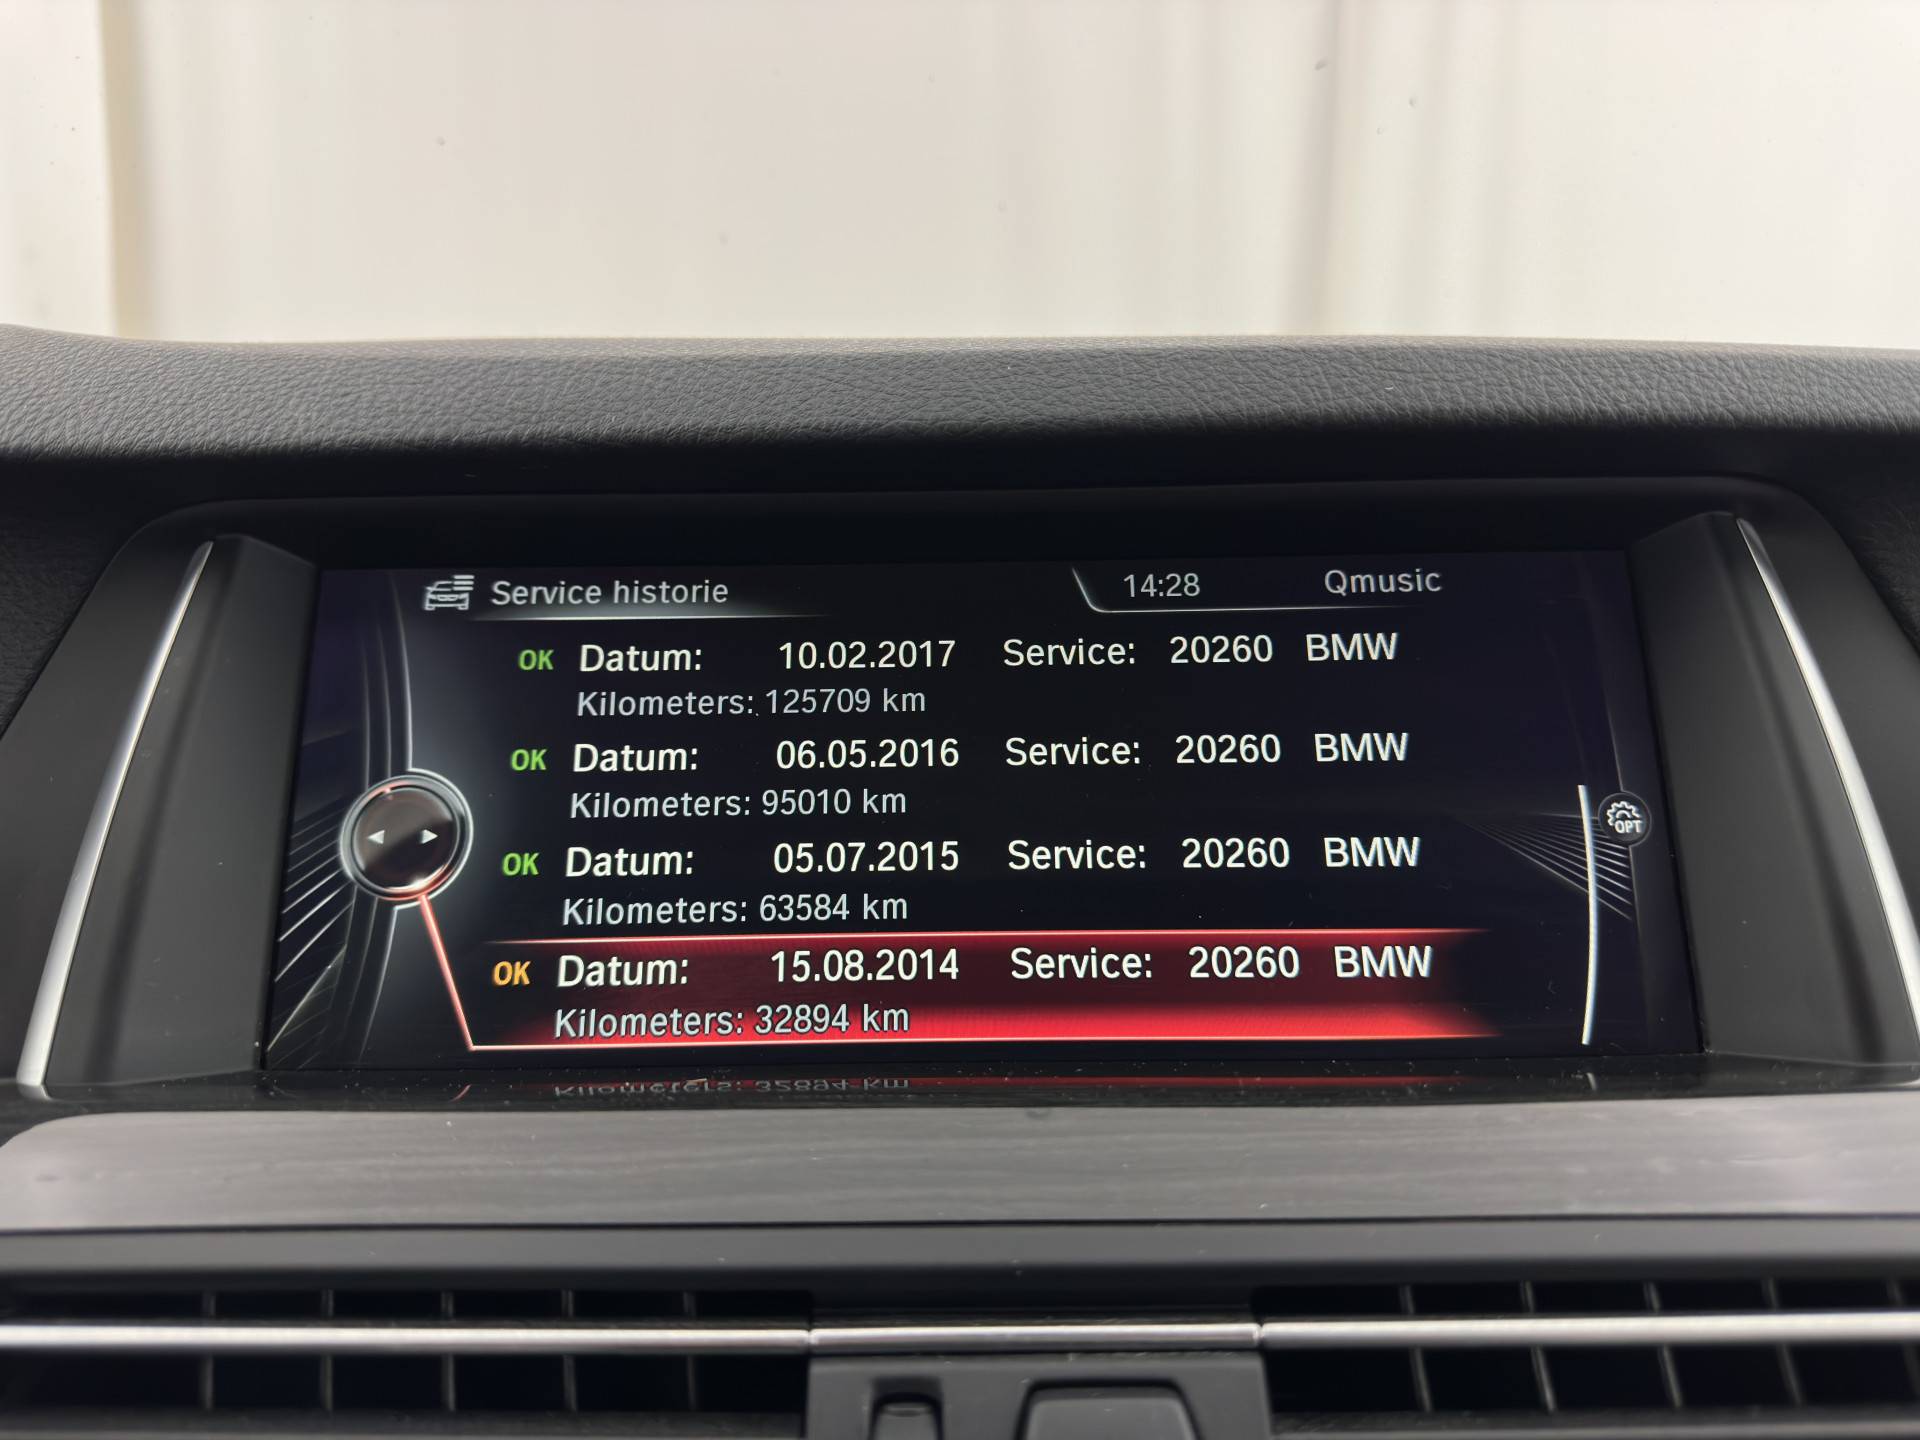 Service historie
14:28
Qmusic
OK Datum: 10.02.2017 Service: 20260 BMW
Kilometers: 125709 km
OK Datum: 06.05.2016 Service: 20260 BMW
Kilometers: 95010 km
OK Datum: 05.07.2015 Service: 20260 BMW
Kilometers: 63584 km
OPT
OK Datum: 15.08.2014 Service: 20260 BMW
Kilometers: 32894 km